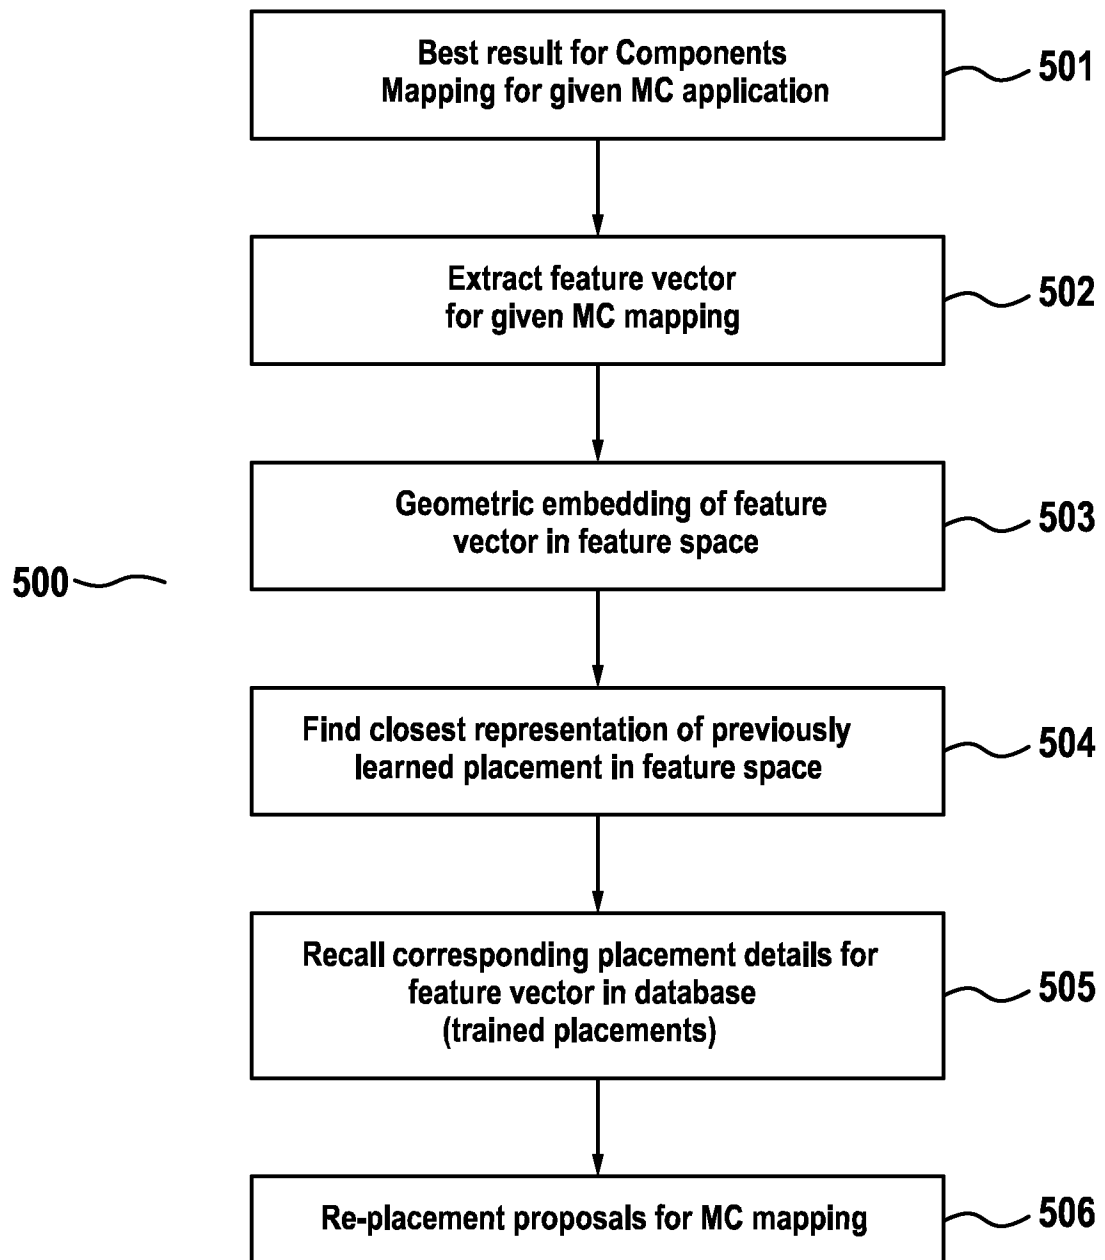 Best result for Components
Mapping for given MC application
501
Extract feature vector
for given MC mapping
502
Geometric embedding of feature
vector in feature space
503
500
Find closest representation of previously
learned placement in feature space
504
Recall corresponding placement details for
feature vector in database
(trained placements)
505
Re-placement proposals for MC mapping
506